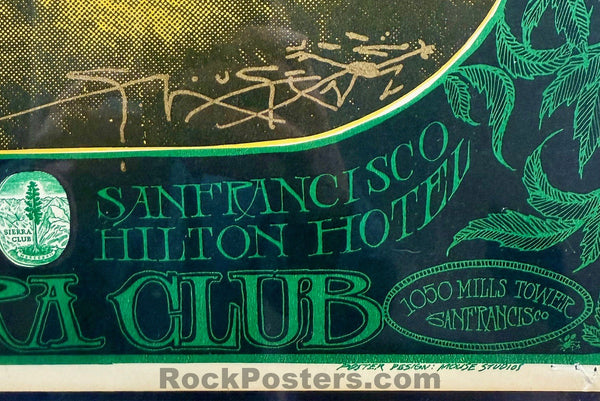 SANFRANCISCO
HILTON HOTEL
SIERRA
CLUB
RA CLUB
1050 MILLS TOWER
SANFRANCISCO
POSTER DESIGN: MOUSE STUDIOS
RockPosters.com